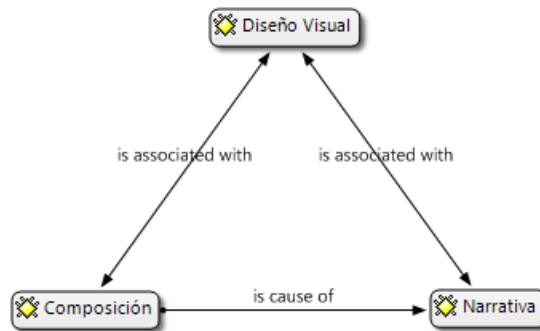 Diseño Visual
is associated with
is associated with
is cause of
Composición
Narrativa